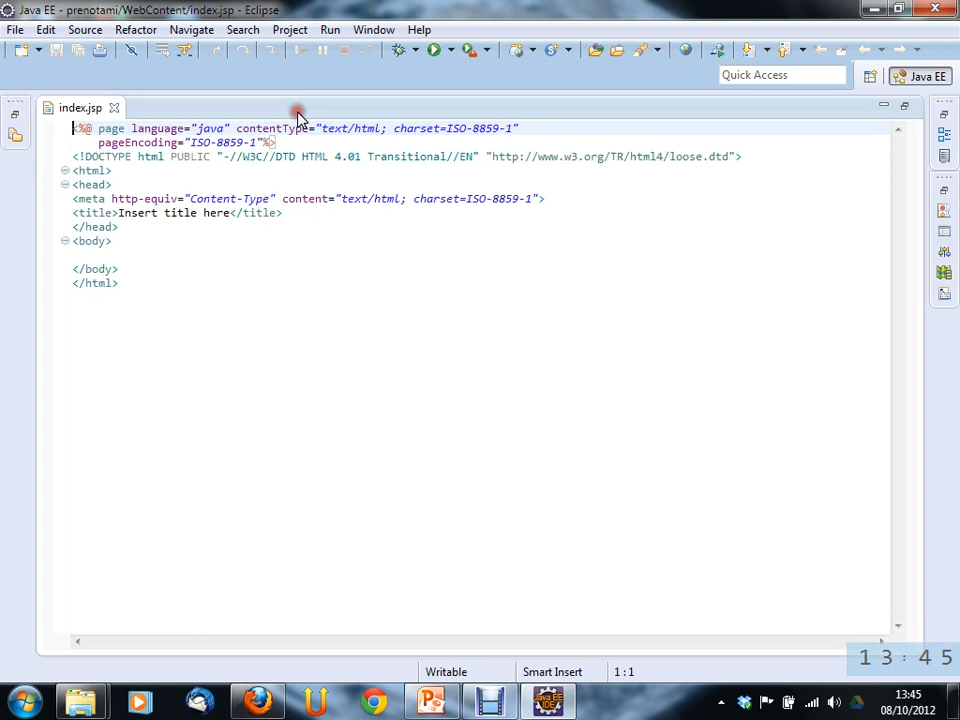 Java EE - prenotami/WebContent/index.jsp - Eclipse
File Edit Source Refactor Navigate Search Project Run Window Help
Quick Access
Java EE
index.jsp
<%@ page language="java" contentType="text/html; charset=ISO-8859-1"
pageEncoding="ISO-8859-1"%>
<!DOCTYPE html PUBLIC "-//W3C//DTD HTML 4.01 Transitional//EN" "http://www.w3.org/TR/html4/loose.dtd">
<html>
<head>
<meta http-equiv="Content-Type" content="text/html; charset=ISO-8859-1">
<title>Insert title here</title>
</head>
<body>
</body>
</html>
13:45
Writable Smart Insert 1 : 1
Java EE IDE
13:45
08/10/2012